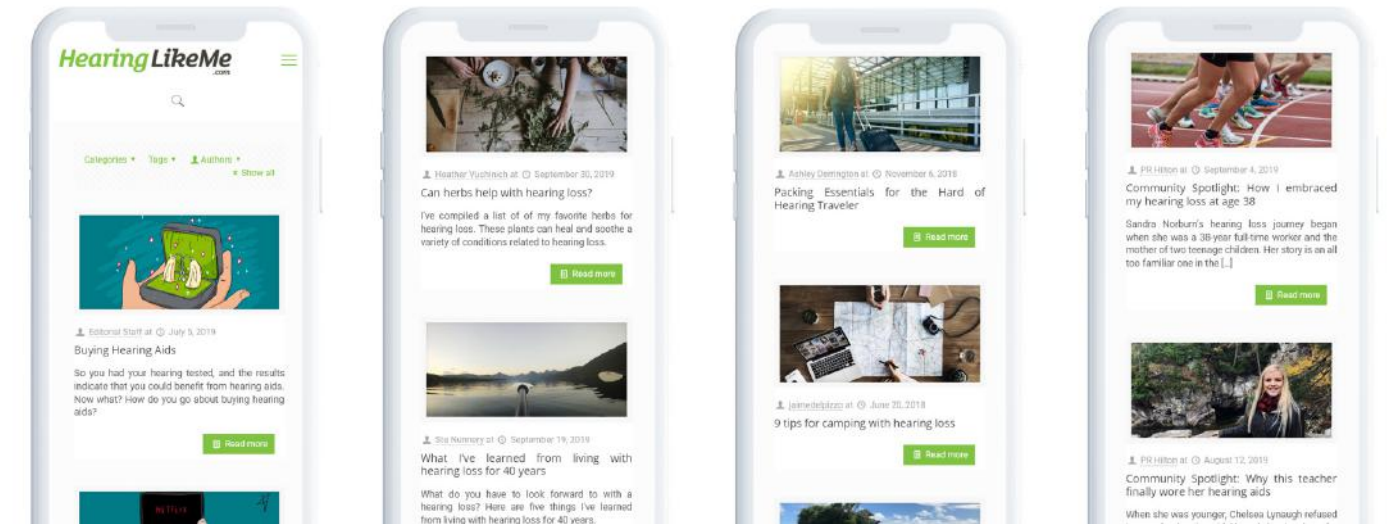 HearingLikeMe
.com
Categories Tags Authors
Show all
Editorial Staff at July 5, 2019
Buying Hearing Aids
So you had your hearing tested, and the results
indicate that you could benefit from hearing aids.
Now what? How do you go about buying hearing
aids?
Read more
NETFLIX
Heather Yushinich at September 30, 2019
Can herbs help with hearing loss?
I've compiled a list of of my favorite herbs for
hearing loss. These plants can heal and soothe a
variety of conditions related to hearing loss.
Read more
Stu Nunnery at September 19, 2019
What I've learned from living with
hearing loss for 40 years
What do you have to look forward to with a
hearing loss? Here are five things I've learned
from living with hearing loss for 40 years.
Ashley Derrington at November 6, 2018
Packing Essentials for the Hard of
Hearing Traveler
Read more
jaimedelpizzo at June 20, 2018
9 tips for camping with hearing loss
Read more
PR Hilton at September 4, 2019
Community Spotlight: How I embraced
my hearing loss at age 38
Sandra Norburn's hearing loss journey began
when she was a 38-year full-time worker and the
mother of two teenage children. Her story is an all
too familiar one in the [...]
Read more
PR Hilton at August 12, 2019
Community Spotlight: Why this teacher
finally wore her hearing aids
When she was younger, Chelsea Lynaugh refused